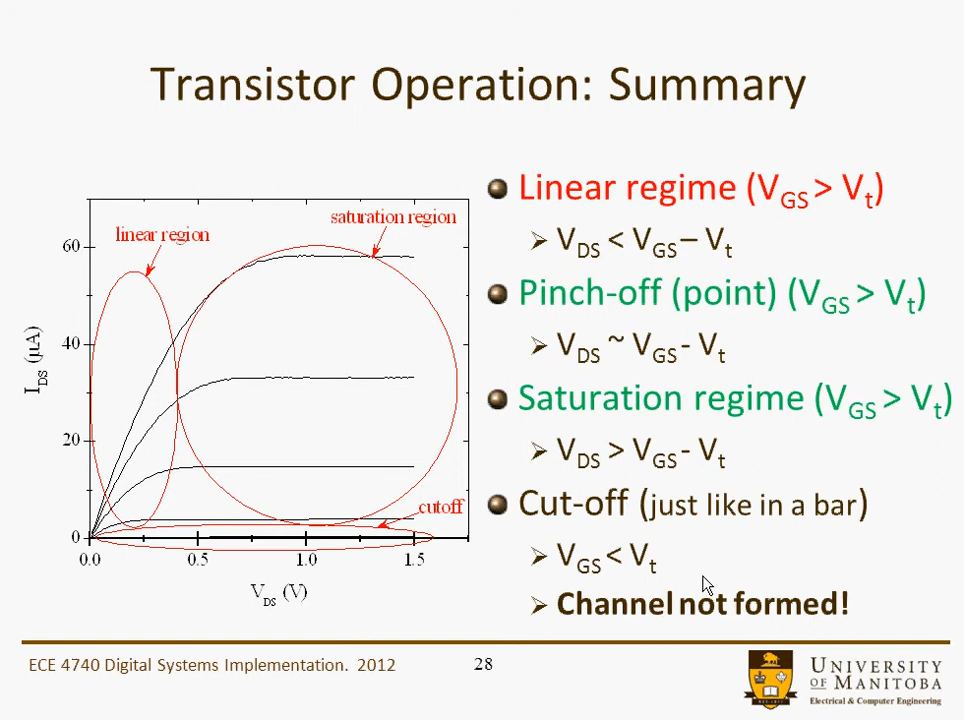 Transistor Operation: Summary
linear region
saturation region
cutoff
60
40
20
0
0.0
0.5
1.0
1.5
I_DS (μA)
V_DS (V)
Linear regime (V_GS > V_t)
V_DS < V_GS – V_t
Pinch-off (point) (V_GS > V_t)
V_DS ~ V_GS - V_t
Saturation regime (V_GS > V_t)
V_DS > V_GS - V_t
Cut-off (just like in a bar)
V_GS < V_t
Channel not formed!
ECE 4740 Digital Systems Implementation. 2012
28
UNIVERSITY
OF MANITOBA
Electrical & Computer Engineering